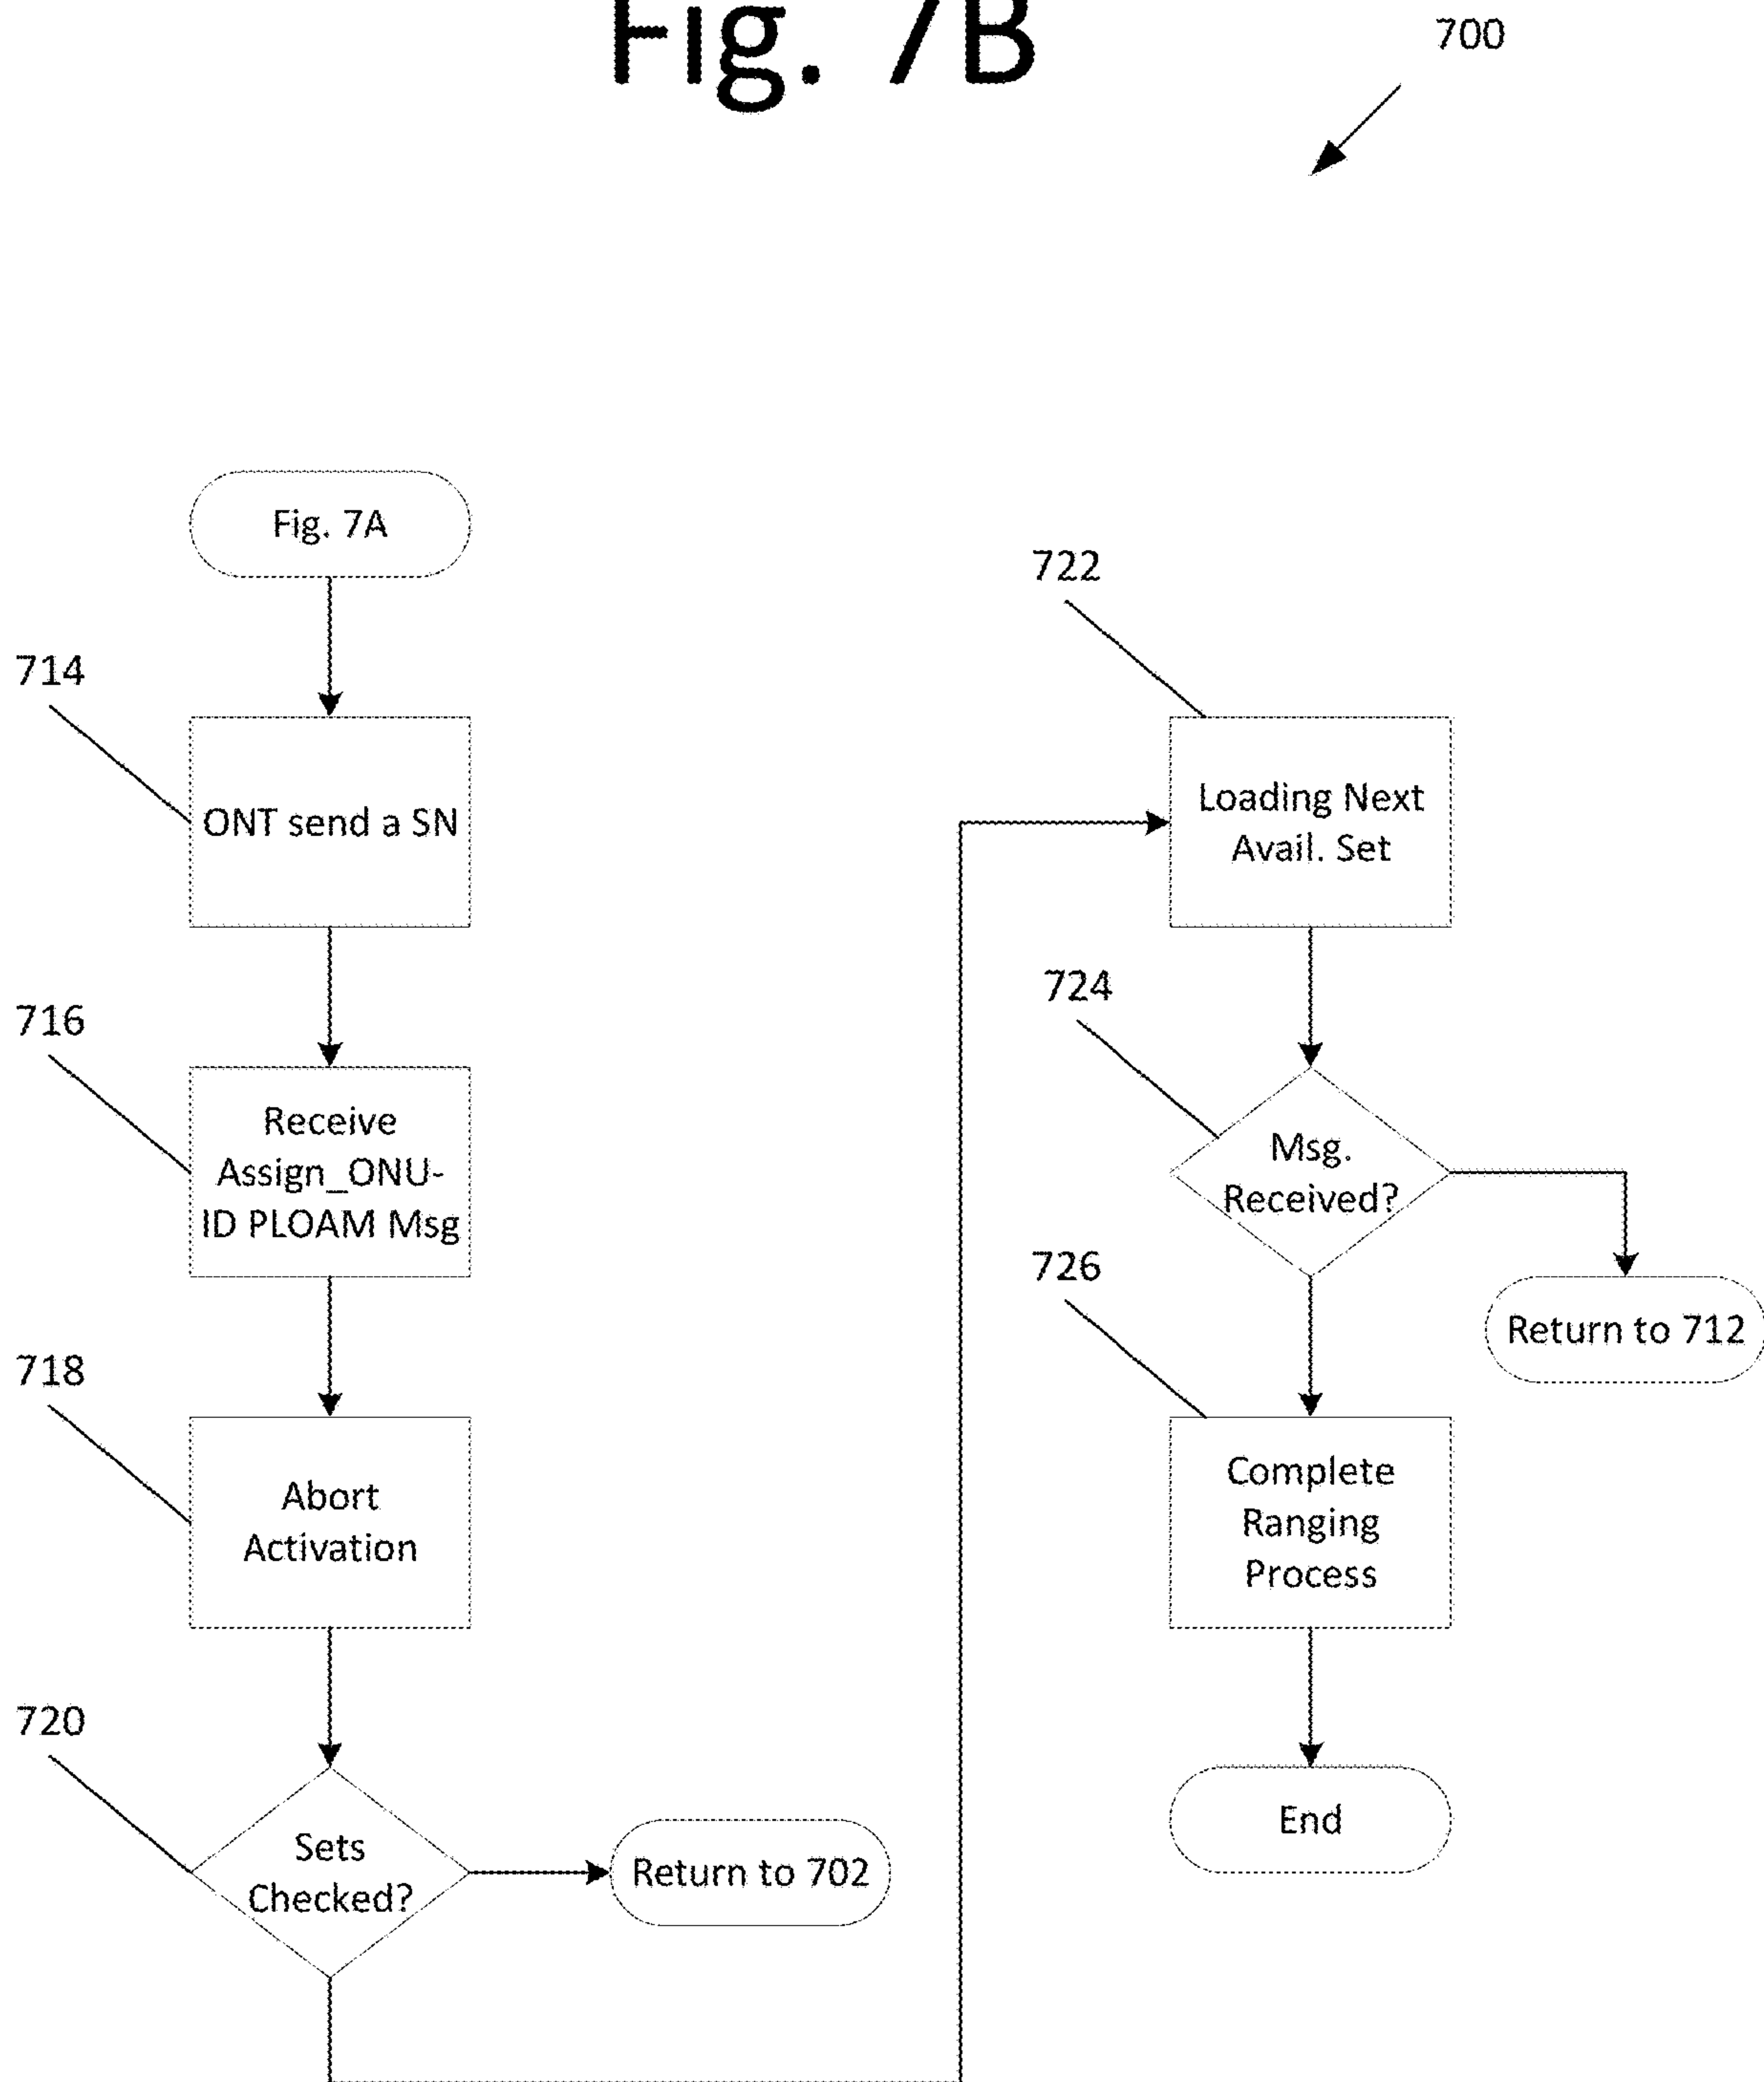 Fig. 7B
700
Fig. 7A
714
ONT send a SN
716
Receive
Assign_ONU-
ID PLOAM Msg
718
Abort
Activation
720
Sets
Checked?
Return to 702
722
Loading Next
Avail. Set
724
Msg.
Received?
Return to 712
726
Complete
Ranging
Process
End